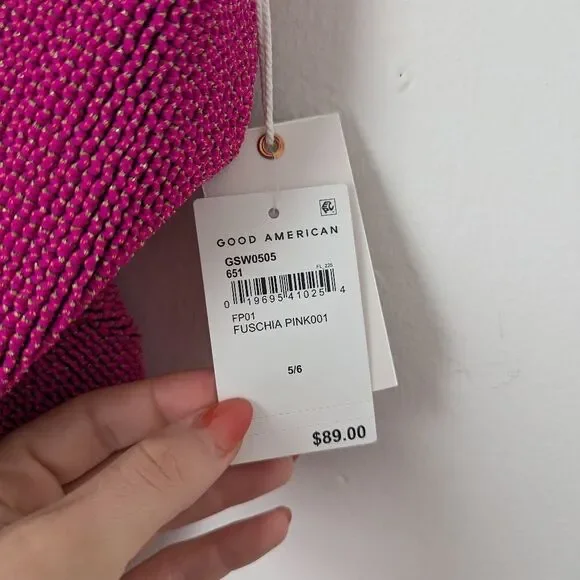 GOOD AMERICAN
GSW0505
651
FL 225
0 19695 41025 4
FP01
FUSCHIA PINK001
5/6
$89.00